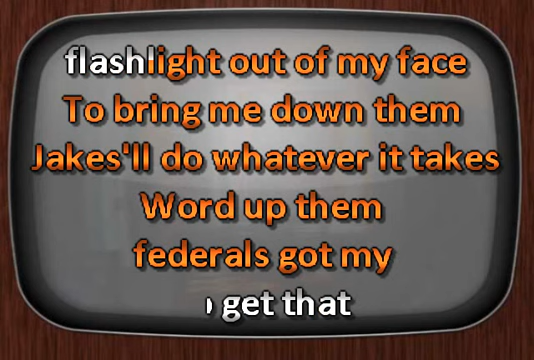 flashlight out of my face
To bring me down them
Jakes'll do whatever it takes
Word up them
federals got my
get that